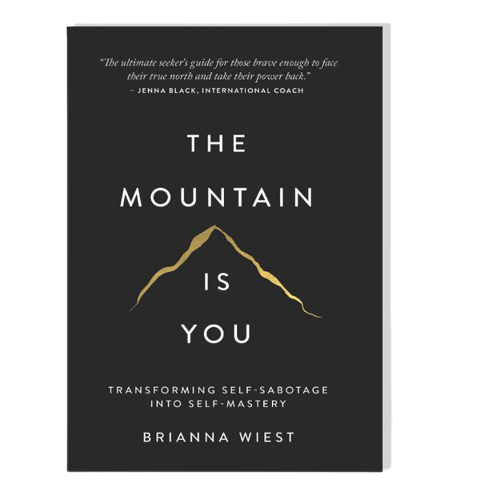 “The ultimate seeker’s guide for those brave enough to face
their true north and take their power back.”
— JENNA BLACK, INTERNATIONAL COACH
THE
MOUNTAIN
IS
YOU
TRANSFORMING SELF-SABOTAGE
INTO SELF-MASTERY
BRIANNA WIEST